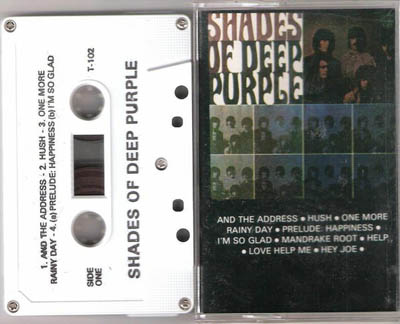 1. AND THE ADDRESS - 2. HUSH - 3. ONE MORE
RAINY DAY - 4. (a) PRELUDE: HAPPINESS (b) I'M SO GLAD
T-102
SIDE
ONE
SHADES OF DEEP PURPLE
SHADES
OF DEEP
PURPLE
AND THE ADDRESS • HUSH • ONE MORE
RAINY DAY • PRELUDE: HAPPINESS •
I'M SO GLAD • MANDRAKE ROOT • HELP
• LOVE HELP ME • HEY JOE •